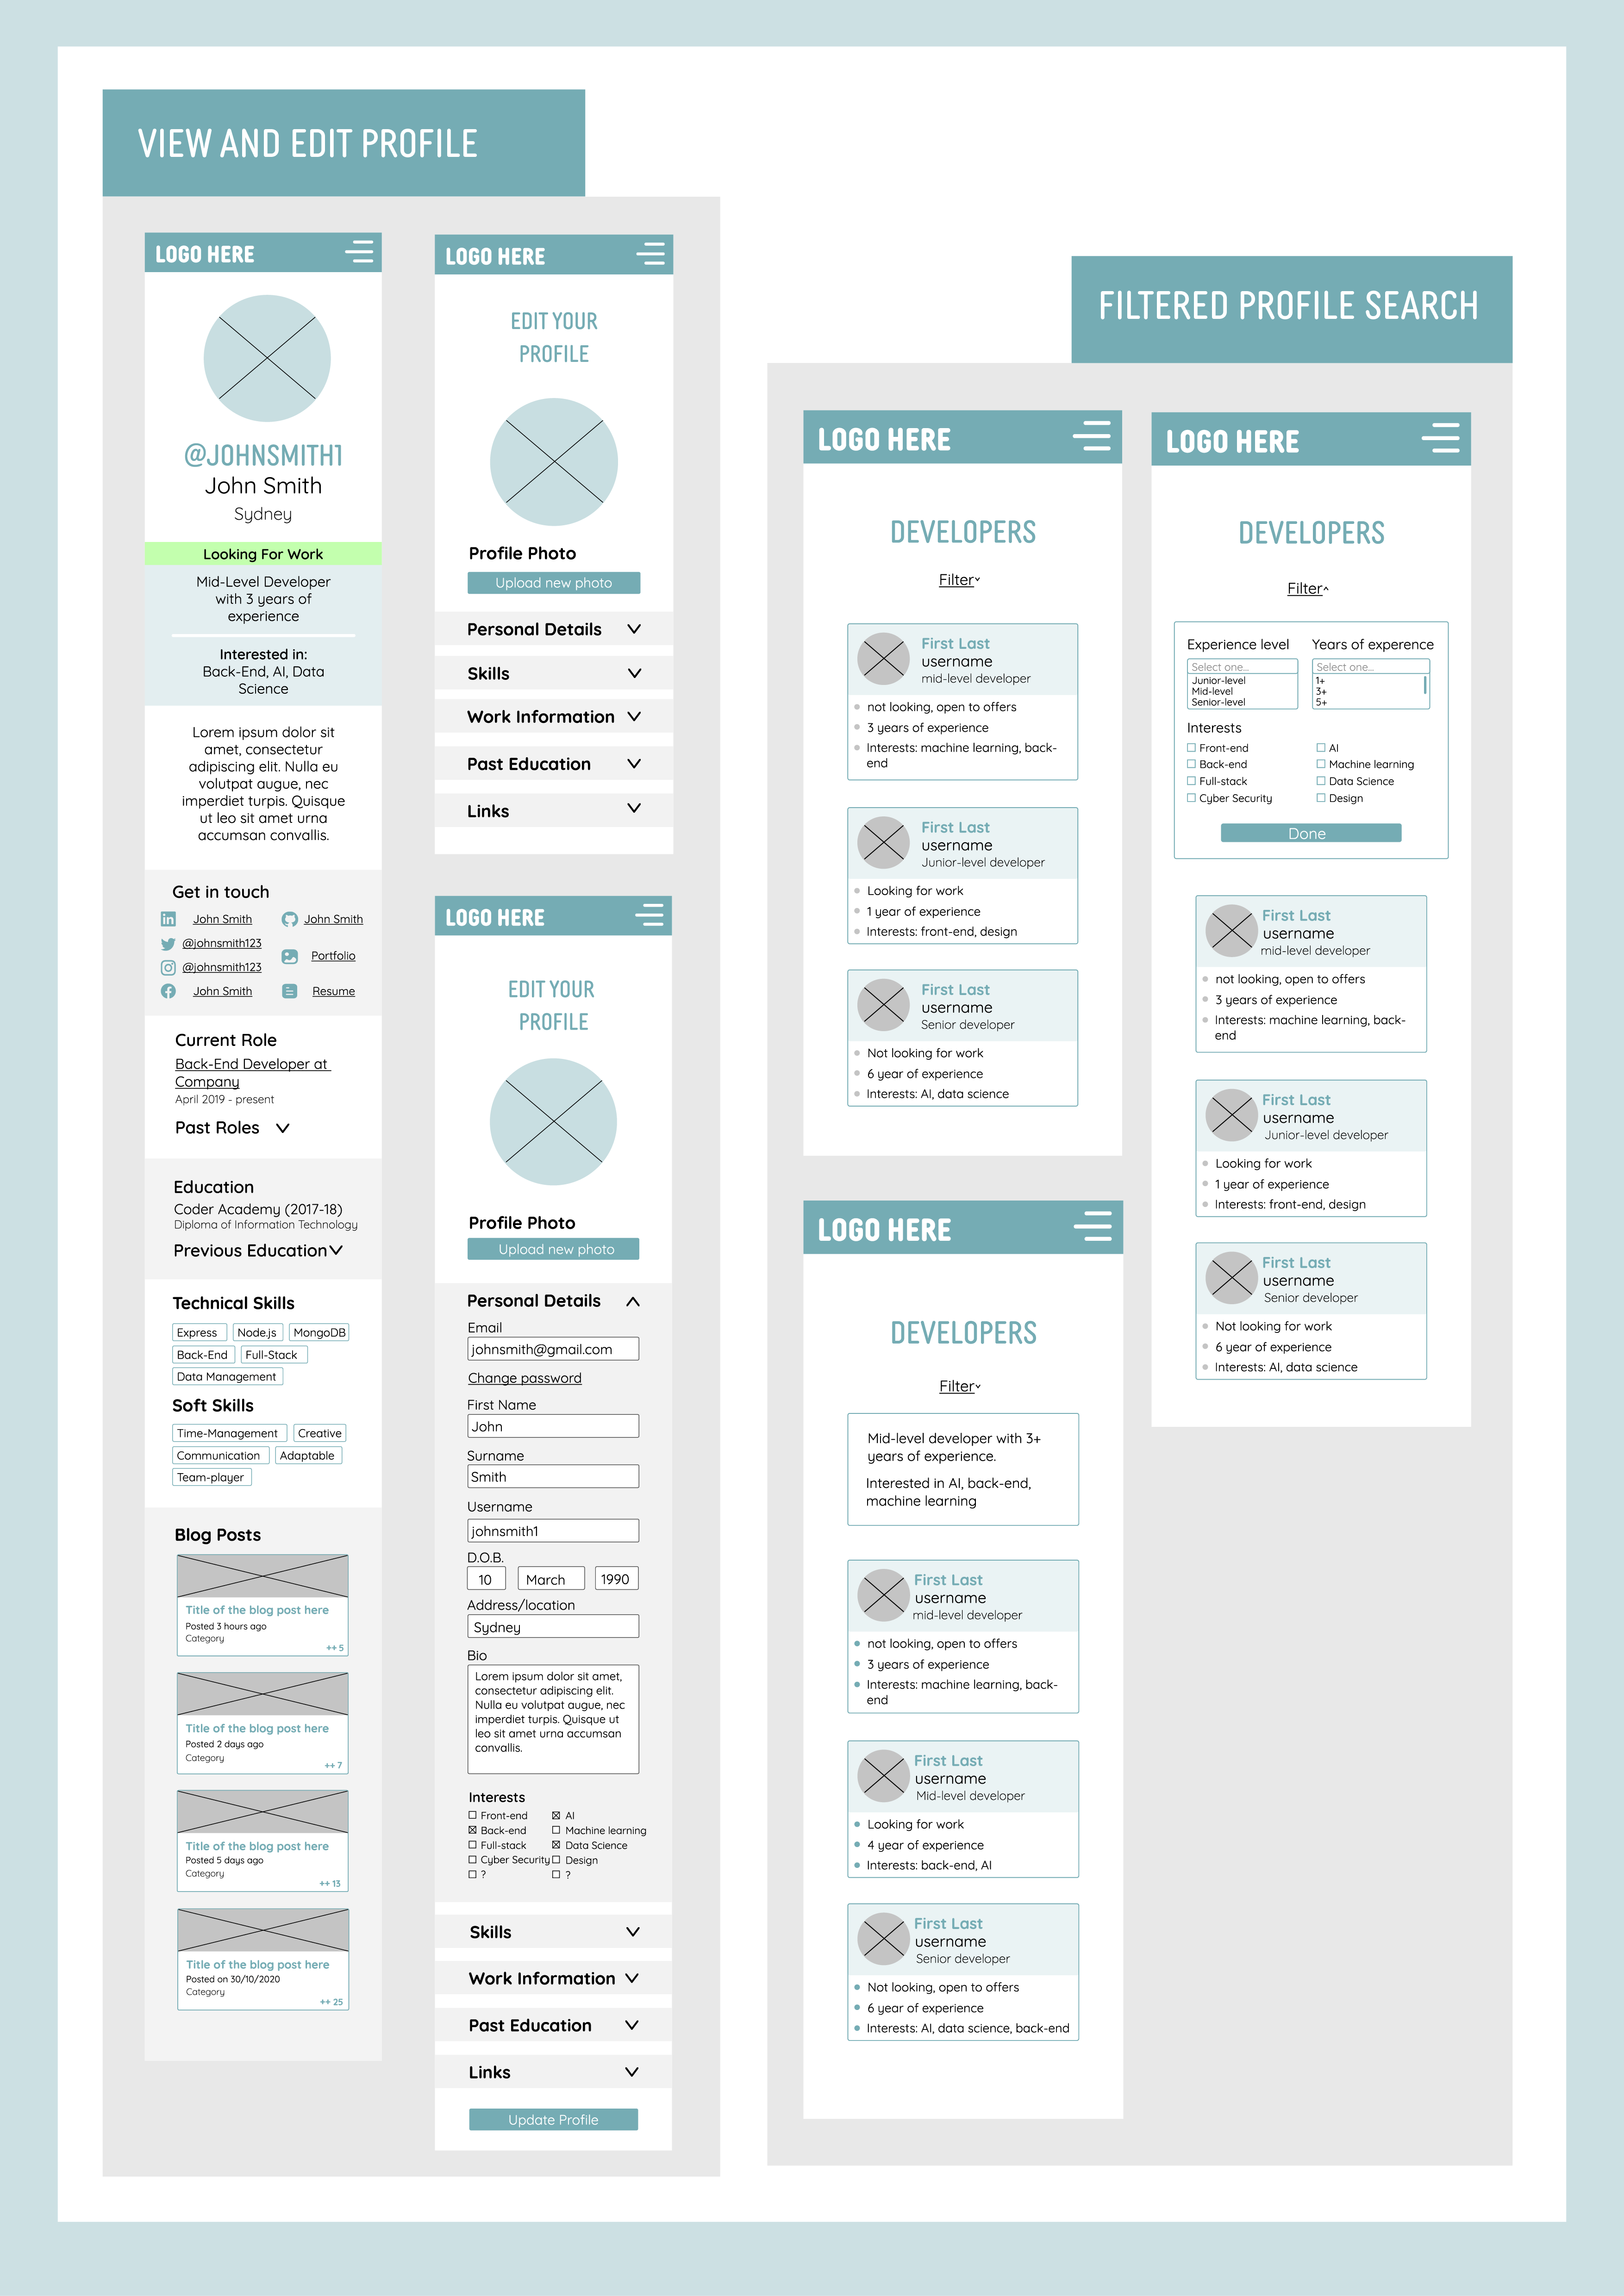 VIEW AND EDIT PROFILE
LOGO HERE
@JOHNSMITH1
John Smith
Sydney
Looking For Work
Mid-Level Developer
with 3 years of
experience
Interested in:
Back-End, AI, Data
Science
Lorem ipsum dolor sit
amet, consectetur
adipiscing elit. Nulla eu
volutpat augue, nec
imperdiet turpis. Quisque
ut leo sit amet urna
accumsan convallis.
Get in touch
John Smith John Smith
@johnsmith123
Portfolio
@johnsmith123
John Smith Resume
Current Role
Back-End Developer at
Company
April 2019 - present
Past Roles
Education
Coder Academy (2017-18)
Diploma of Information Technology
Previous Education
Technical Skills
Express Node.js MongoDB
Back-End Full-Stack
Data Management
Soft Skills
Time-Management Creative
Communication Adaptable
Team-player
Blog Posts
Title of the blog post here
Posted 3 hours ago
Category
++ 5
Title of the blog post here
Posted 2 days ago
Category
++ 7
Title of the blog post here
Posted 5 days ago
Category
++ 13
Title of the blog post here
Posted on 30/10/2020
Category
++ 25
LOGO HERE
EDIT YOUR
PROFILE
Profile Photo
Upload new photo
Personal Details
Skills
Work Information
Past Education
Links
LOGO HERE
EDIT YOUR
PROFILE
Profile Photo
Upload new photo
Personal Details
Email
johnsmith@gmail.com
Change password
First Name
John
Surname
Smith
Username
johnsmith1
D.O.B.
10 March 1990
Address/location
Sydney
Bio
Lorem ipsum dolor sit amet,
consectetur adipiscing elit.
Nulla eu volutpat augue, nec
imperdiet turpis. Quisque ut
leo sit amet urna accumsan
convallis.
Interests
Front-end AI
Back-end Machine learning
Full-stack Data Science
Cyber Security Design
? ?
Skills
Work Information
Past Education
Links
Update Profile
FILTERED PROFILE SEARCH
LOGO HERE
DEVELOPERS
Filter
First Last
username
mid-level developer
not looking, open to offers
3 years of experience
Interests: machine learning, back-
end
First Last
username
Junior-level developer
Looking for work
1 year of experience
Interests: front-end, design
First Last
username
Senior developer
Not looking for work
6 year of experience
Interests: AI, data science
LOGO HERE
DEVELOPERS
Filter
Experience level Years of experence
Select one... Select one...
Junior-level 1+
Mid-level 3+
Senior-level 5+
Interests
Front-end AI
Back-end Machine learning
Full-stack Data Science
Cyber Security Design
Done
First Last
username
mid-level developer
not looking, open to offers
3 years of experience
Interests: machine learning, back-
end
First Last
username
Junior-level developer
Looking for work
1 year of experience
Interests: front-end, design
First Last
username
Senior developer
Not looking for work
6 year of experience
Interests: AI, data science
LOGO HERE
DEVELOPERS
Filter
Mid-level developer with 3+
years of experience.
Interested in AI, back-end,
machine learning
First Last
username
mid-level developer
not looking, open to offers
3 years of experience
Interests: machine learning, back-
end
First Last
username
Mid-level developer
Looking for work
4 year of experience
Interests: back-end, AI
First Last
username
Senior developer
Not looking, open to offers
6 year of experience
Interests: AI, data science, back-end